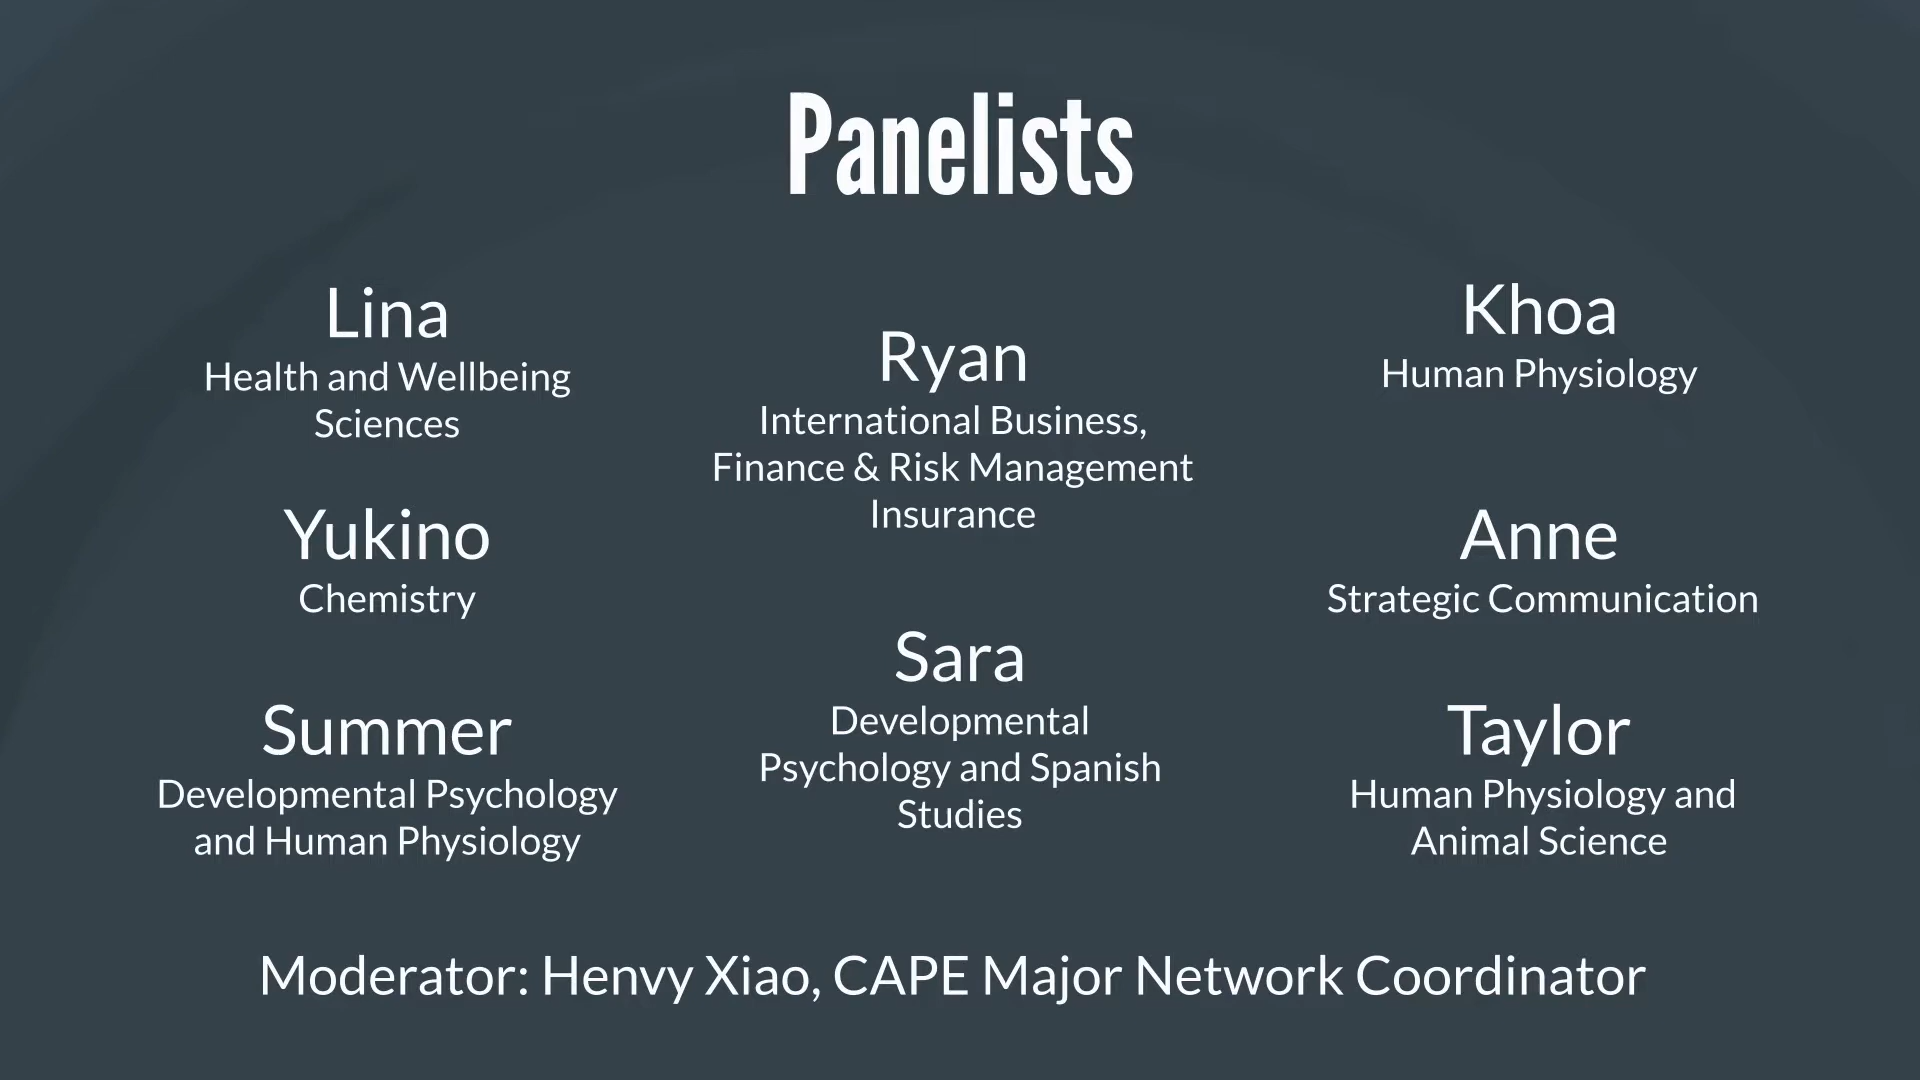 Panelists
Lina
Health and Wellbeing
Sciences
Yukino
Chemistry
Summer
Developmental Psychology
and Human Physiology
Ryan
International Business,
Finance & Risk Management
Insurance
Sara
Developmental
Psychology and Spanish
Studies
Khoa
Human Physiology
Anne
Strategic Communication
Taylor
Human Physiology and
Animal Science
Moderator: Henvy Xiao, CAPE Major Network Coordinator